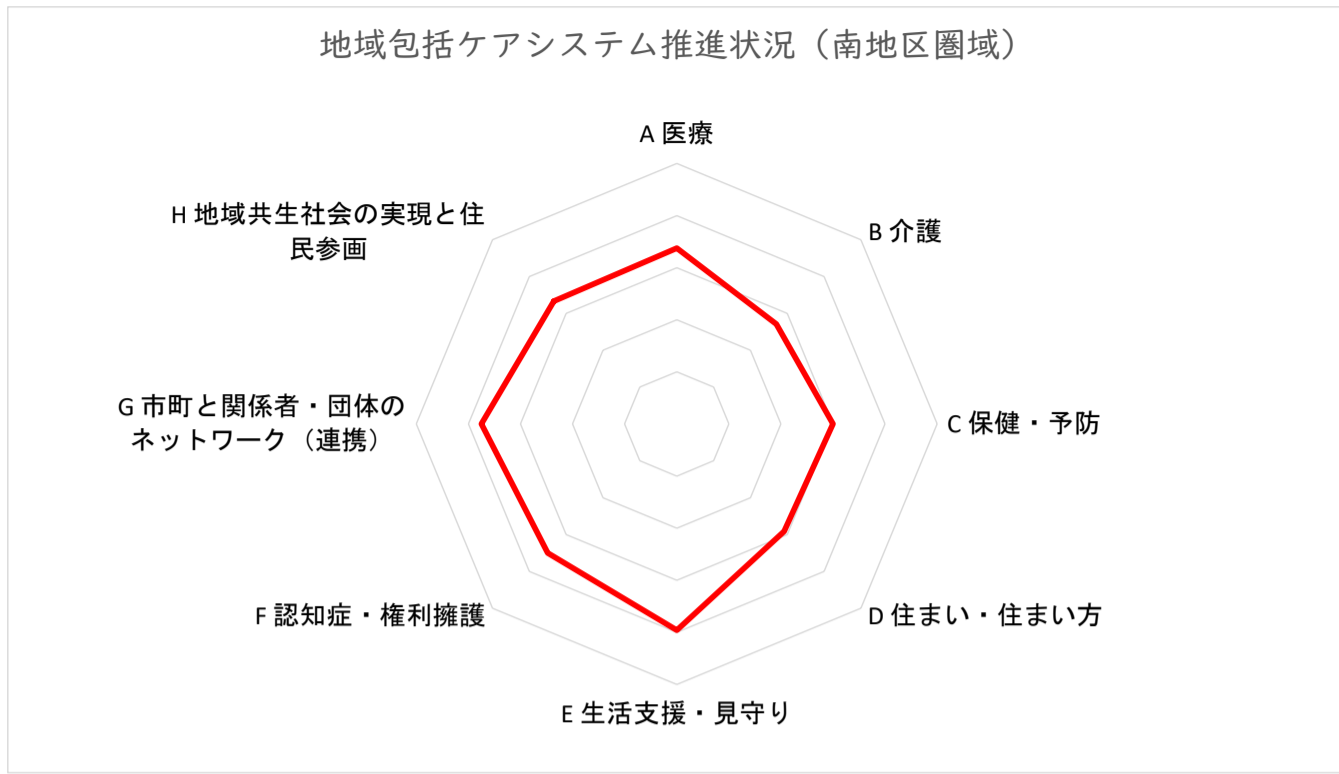 地域包括ケアシステム推進状況（南地区圏域）
A 医療
B 介護
C 保健・予防
D 住まい・住まい方
E 生活支援・見守り
F 認知症・権利擁護
G 市町と関係者・団体の
ネットワーク（連携）
H 地域共生社会の実現と住
民参画